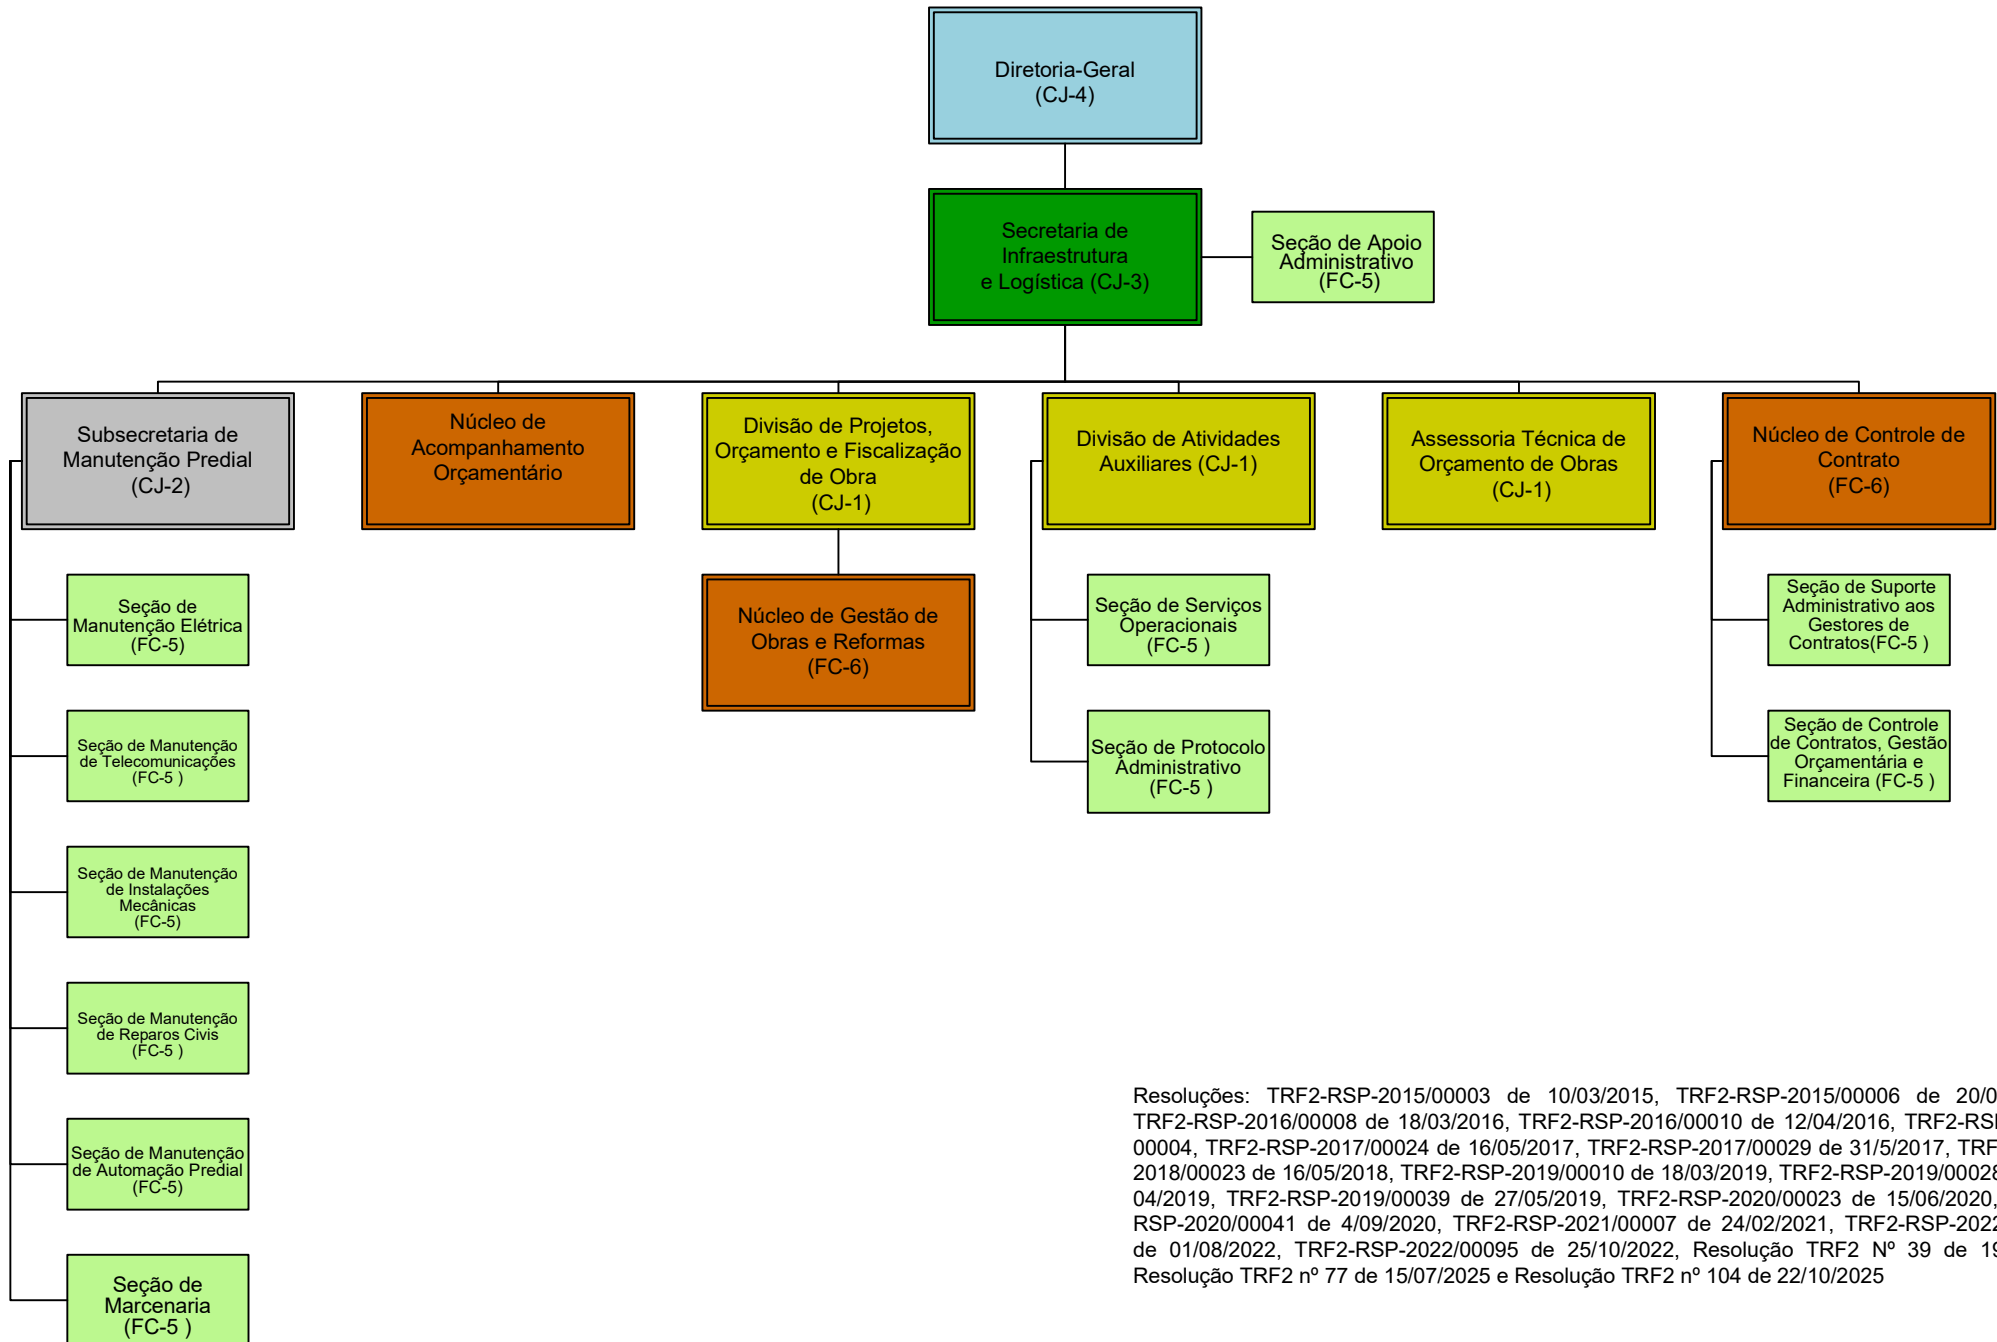 Diretoria-Geral
(CJ-4)
Secretaria de
Infraestrutura
e Logística (CJ-3)
Seção de Apoio
Administrativo
(FC-5)
Subsecretaria de
Manutenção Predial
(CJ-2)
Núcleo de
Acompanhamento
Orçamentário
Divisão de Projetos,
Orçamento e Fiscalização
de Obra
(CJ-1)
Divisão de Atividades
Auxiliares (CJ-1)
Assessoria Técnica de
Orçamento de Obras
(CJ-1)
Núcleo de Controle de
Contrato
(FC-6)
Seção de
Manutenção Elétrica
(FC-5)
Seção de Manutenção
de Telecomunicações
(FC-5 )
Seção de Manutenção
de Instalações
Mecânicas
(FC-5)
Seção de Manutenção
de Reparos Civis
(FC-5 )
Seção de Manutenção
de Automação Predial
(FC-5)
Seção de
Marcenaria
(FC-5 )
Núcleo de Gestão de
Obras e Reformas
(FC-6)
Seção de Serviços
Operacionais
(FC-5 )
Seção de Protocolo
Administrativo
(FC-5 )
Seção de Suporte
Administrativo aos
Gestores de
Contratos(FC-5 )
Seção de Controle
de Contratos, Gestão
Orçamentária e
Financeira (FC-5 )
Resoluções: TRF2-RSP-2015/00003 de 10/03/2015, TRF2-RSP-2015/00006 de 20/0
TRF2-RSP-2016/00008 de 18/03/2016, TRF2-RSP-2016/00010 de 12/04/2016, TRF2-RS
00004, TRF2-RSP-2017/00024 de 16/05/2017, TRF2-RSP-2017/00029 de 31/5/2017, TRF
2018/00023 de 16/05/2018, TRF2-RSP-2019/00010 de 18/03/2019, TRF2-RSP-2019/00028
04/2019, TRF2-RSP-2019/00039 de 27/05/2019, TRF2-RSP-2020/00023 de 15/06/2020,
RSP-2020/00041 de 4/09/2020, TRF2-RSP-2021/00007 de 24/02/2021, TRF2-RSP-2022
de 01/08/2022, TRF2-RSP-2022/00095 de 25/10/2022, Resolução TRF2 Nº 39 de 19
Resolução TRF2 nº 77 de 15/07/2025 e Resolução TRF2 nº 104 de 22/10/2025